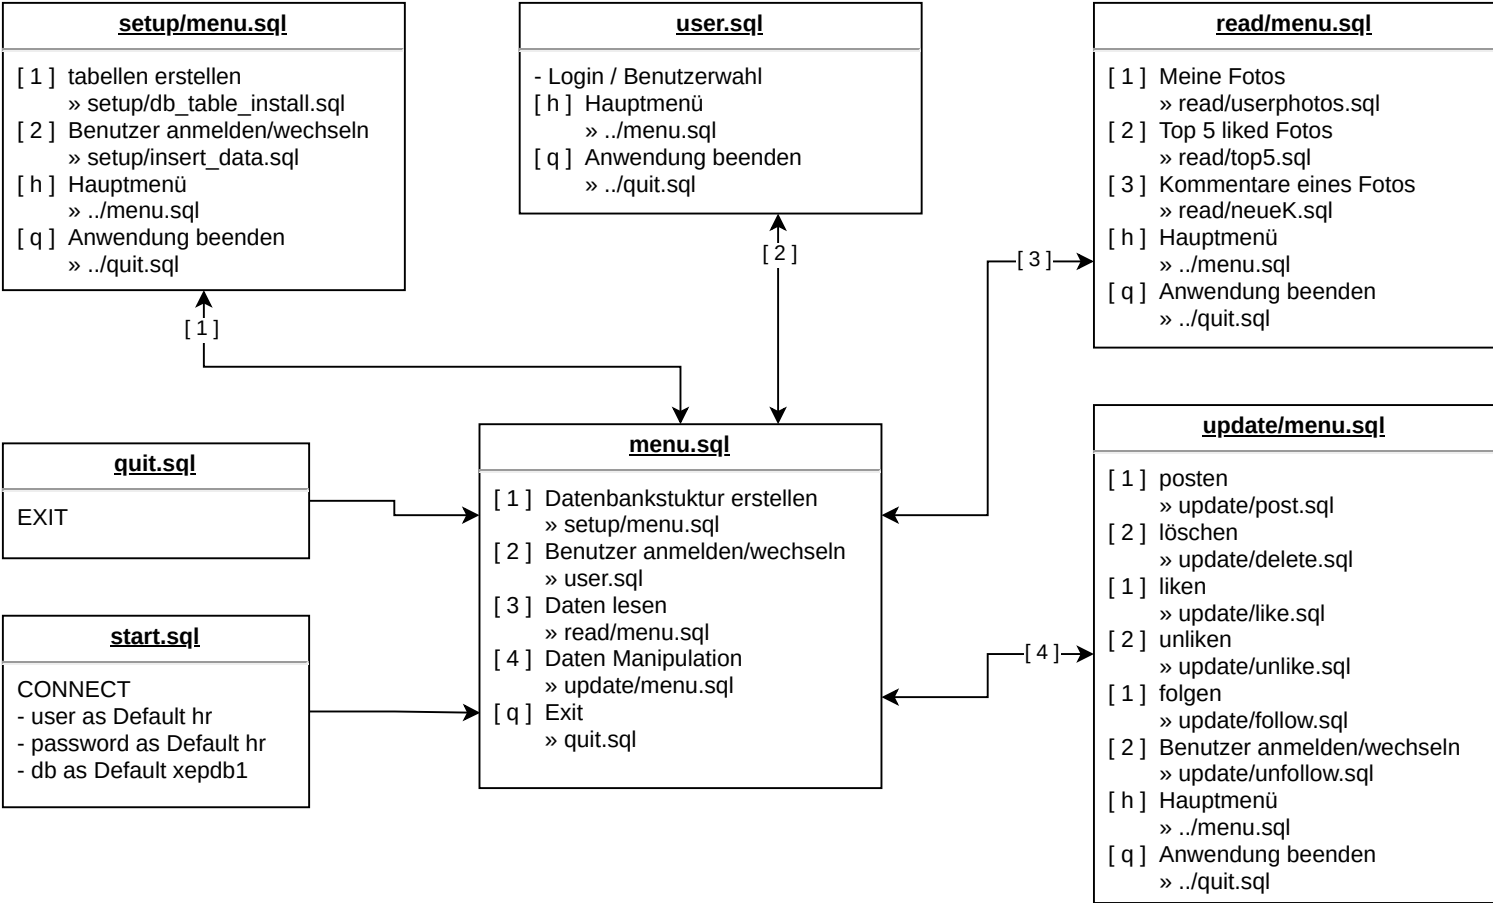 setup/menu.sql
[ 1 ] tabellen erstellen
» setup/db_table_install.sql
[ 2 ] Benutzer anmelden/wechseln
» setup/insert_data.sql
[ h ] Hauptmenü
» ../menu.sql
[ q ] Anwendung beenden
» ../quit.sql
user.sql
- Login / Benutzerwahl
[ h ] Hauptmenü
» ../menu.sql
[ q ] Anwendung beenden
» ../quit.sql
read/menu.sql
[ 1 ] Meine Fotos
» read/userphotos.sql
[ 2 ] Top 5 liked Fotos
» read/top5.sql
[ 3 ] Kommentare eines Fotos
» read/neueK.sql
[ h ] Hauptmenü
» ../menu.sql
[ q ] Anwendung beenden
» ../quit.sql
[ 1 ]
[ 2 ]
[ 3 ]
quit.sql
EXIT
start.sql
CONNECT
- user as Default hr
- password as Default hr
- db as Default xepdb1
menu.sql
[ 1 ] Datenbankstuktur erstellen
» setup/menu.sql
[ 2 ] Benutzer anmelden/wechseln
» user.sql
[ 3 ] Daten lesen
» read/menu.sql
[ 4 ] Daten Manipulation
» update/menu.sql
[ q ] Exit
» quit.sql
[ 4 ]
update/menu.sql
[ 1 ] posten
» update/post.sql
[ 2 ] löschen
» update/delete.sql
[ 1 ] liken
» update/like.sql
[ 2 ] unliken
» update/unlike.sql
[ 1 ] folgen
» update/follow.sql
[ 2 ] Benutzer anmelden/wechseln
» update/unfollow.sql
[ h ] Hauptmenü
» ../menu.sql
[ q ] Anwendung beenden
» ../quit.sql